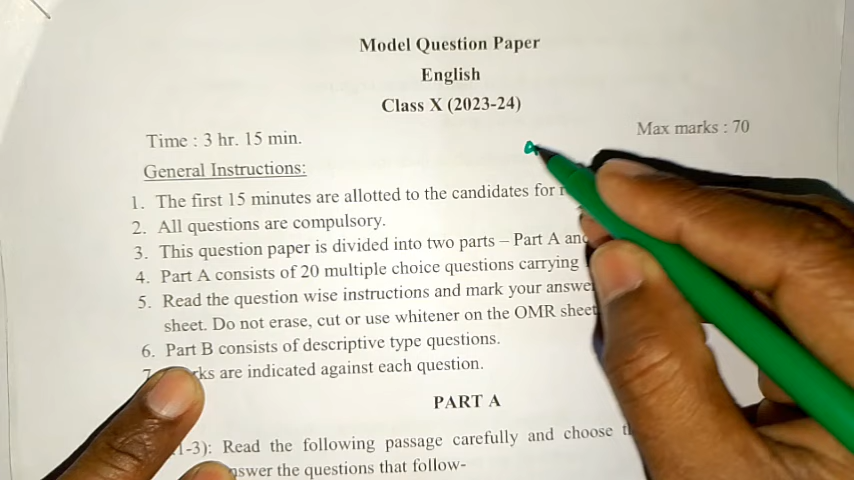 Model Question Paper
English
Class X (2023-24)
Time : 3 hr. 15 min.
Max marks : 70
General Instructions:
1. The first 15 minutes are allotted to the candidates for
2. All questions are compulsory.
3. This question paper is divided into two parts – Part A and
4. Part A consists of 20 multiple choice questions carrying
5. Read the question wise instructions and mark your
sheet. Do not erase, cut or use whitener on the OMR sheet
6. Part B consists of descriptive type questions.
are indicated against each question.
PART A
1-3): Read the following passage carefully and choose
the questions that follow-